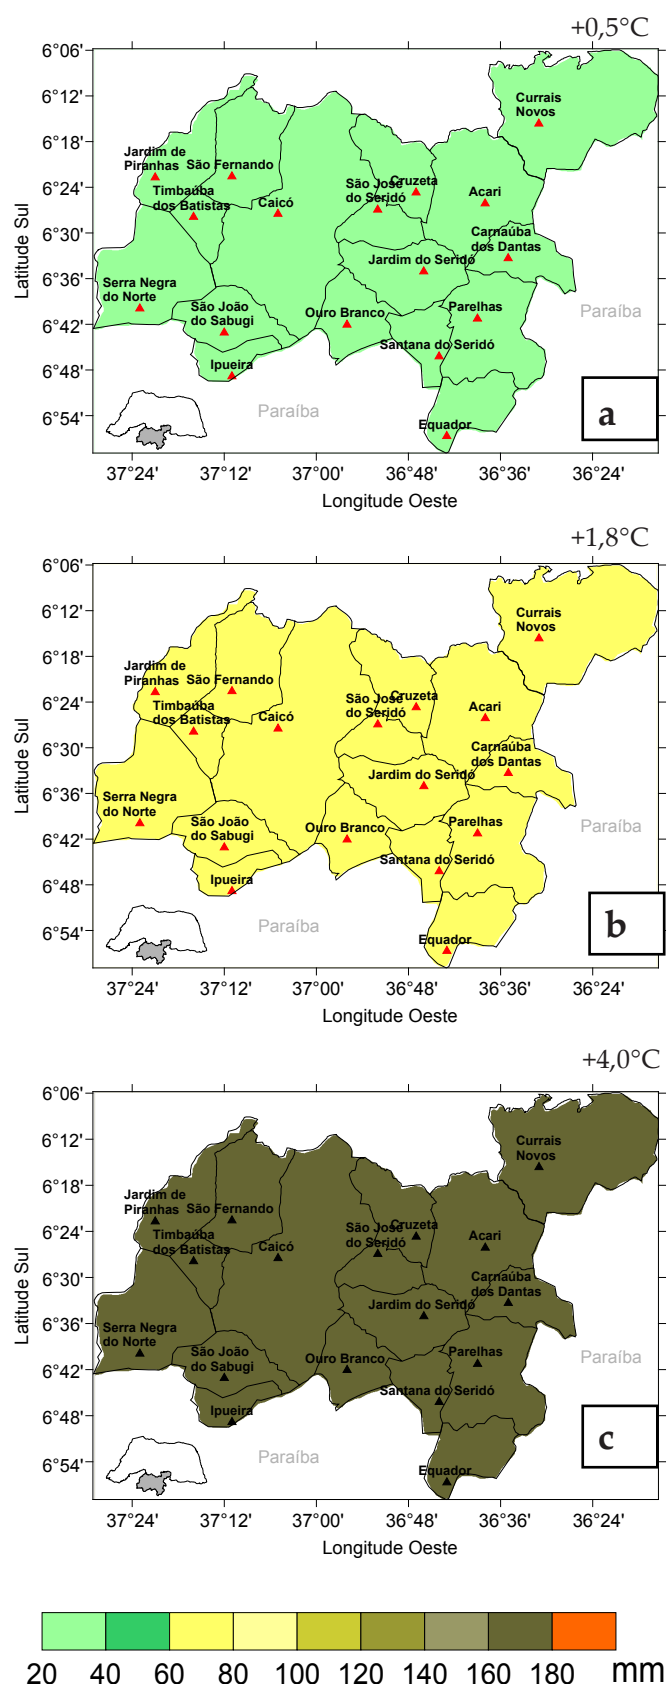 +0,5°C
6°06'
6°12'
6°18'
6°24'
6°30'
6°36'
6°42'
6°48'
6°54'
Latitude Sul
Currais
Novos
Jardim de
Piranhas
São Fernando
Timbaúba
dos Batistas
Caicó
São José
do Seridó
Cruzeta
Acari
Carnaúba
dos Dantas
Jardim do Seridó
Serra Negra
do Norte
São João
do Sabugi
Ouro Branco
Parelhas
Santana do Seridó
Ipueira
Equador
Paraíba
Paraíba
a
37°24' 37°12' 37°00' 36°48' 36°36' 36°24'
Longitude Oeste
+1,8°C
6°06'
6°12'
6°18'
6°24'
6°30'
6°36'
6°42'
6°48'
6°54'
Latitude Sul
Currais
Novos
Jardim de
Piranhas
São Fernando
Timbaúba
dos Batistas
Caicó
São José
do Seridó
Cruzeta
Acari
Carnaúba
dos Dantas
Jardim do Seridó
Serra Negra
do Norte
São João
do Sabugi
Ouro Branco
Parelhas
Santana do Seridó
Ipueira
Equador
Paraíba
Paraíba
b
37°24' 37°12' 37°00' 36°48' 36°36' 36°24'
Longitude Oeste
+4,0°C
6°06'
6°12'
6°18'
6°24'
6°30'
6°36'
6°42'
6°48'
6°54'
Latitude Sul
Currais
Novos
Jardim de
Piranhas
São Fernando
Timbaúba
dos Batistas
Caicó
São José
do Seridó
Cruzeta
Acari
Carnaúba
dos Dantas
Jardim do Seridó
Serra Negra
do Norte
São João
do Sabugi
Ouro Branco
Parelhas
Santana do Seridó
Ipueira
Equador
Paraíba
Paraíba
c
37°24' 37°12' 37°00' 36°48' 36°36' 36°24'
Longitude Oeste
20 40 60 80 100 120 140 160 180 mm